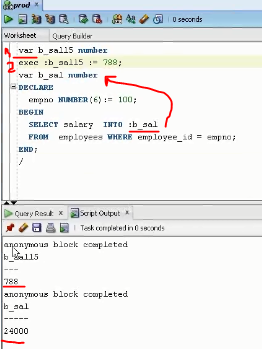 prod
0 seconds
Worksheet Query Builder
1 var b_sall5 number
2 exec :b_sal15 := 788;
var b_sal number
DECLARE
empno NUMBER(6):= 100;
BEGIN
SELECT salary INTO :b_sal
FROM employees WHERE employee_id = empno;
END;
/
Query Result Script Output
Task completed in 0 seconds
anonymous block completed
b_sall5
---
788
anonymous block completed
b_sal
-----
24000